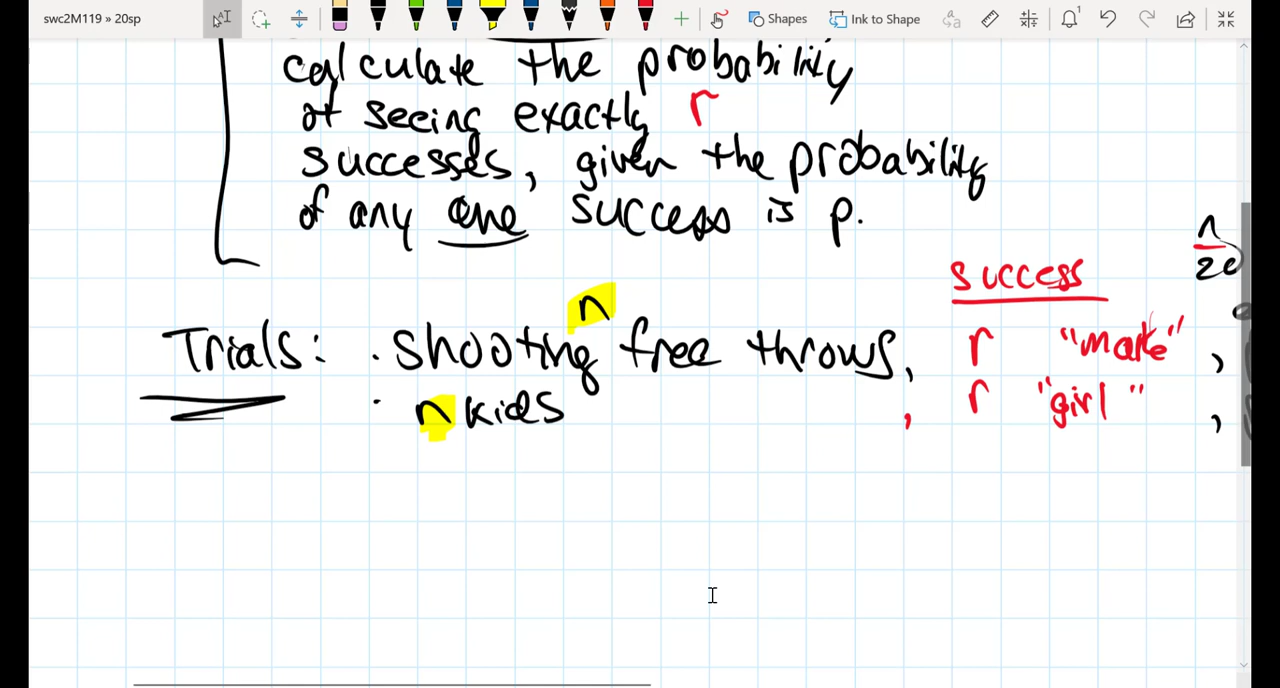 swc2M119 » 20sp
Shapes
Ink to Shape
calculate the probability
of seeing exactly r
successes, given the probability
of any one success is p.
success
n
Trials: · shooting free throws, r "make" ,
· n kids , r "girl" ,